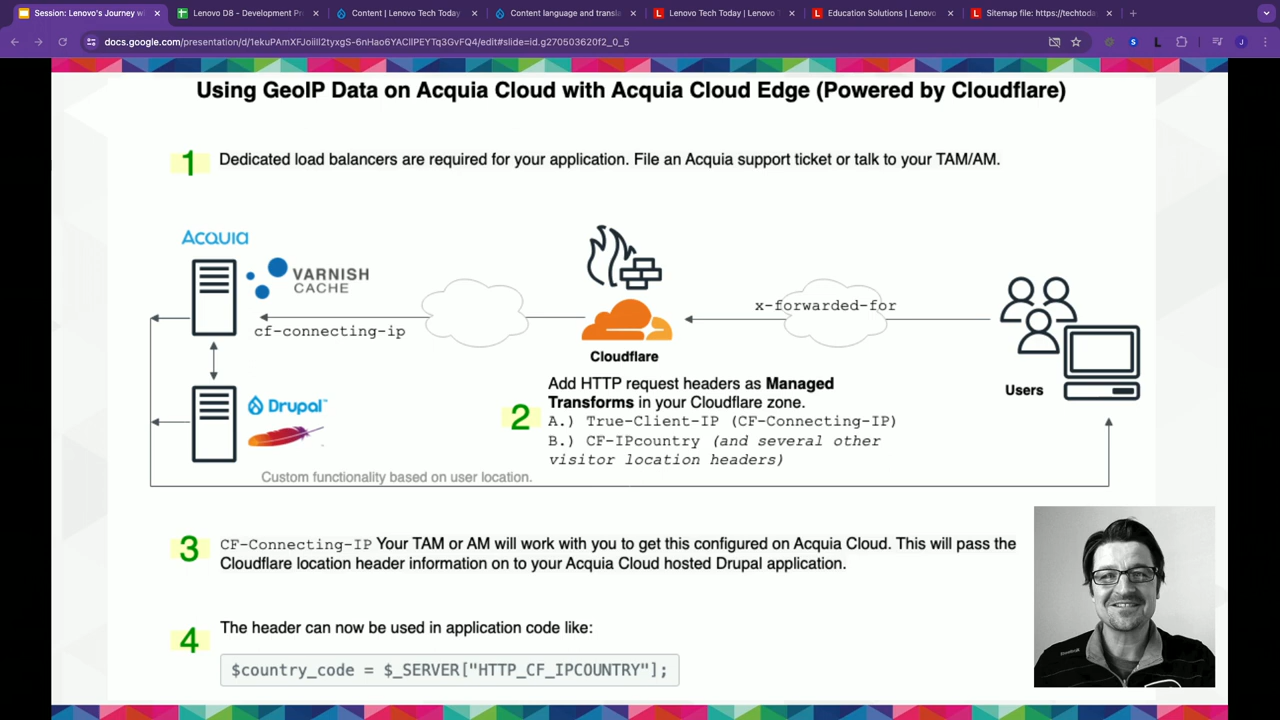 Session: Lenovo's Journey w
Lenovo D8 - Development Pr
Content | Lenovo Tech Today
Content language and transla
Lenovo Tech Today | Lenovo T
Education Solutions | Lenovo
Sitemap file: https://techtoda
docs.google.com/presentation/d/1ekuPAmXFJoiilI2tyxgS-6nHao6YAClIPEYTq3GvFQ4/edit#slide=id.g270503620f2_0_5
Using GeoIP Data on Acquia Cloud with Acquia Cloud Edge (Powered by Cloudflare)
1 Dedicated load balancers are required for your application. File an Acquia support ticket or talk to your TAM/AM.
ACQUIA
VARNISH
CACHE
cf-connecting-ip
x-forwarded-for
Cloudflare
Users
Drupal™
2 Add HTTP request headers as Managed
Transforms in your Cloudflare zone.
A.) True-Client-IP (CF-Connecting-IP)
B.) CF-IPcountry (and several other
visitor location headers)
Custom functionality based on user location.
3 CF-Connecting-IP Your TAM or AM will work with you to get this configured on Acquia Cloud. This will pass the
Cloudflare location header information on to your Acquia Cloud hosted Drupal application.
4 The header can now be used in application code like:
$country_code = $_SERVER["HTTP_CF_IPCOUNTRY"];